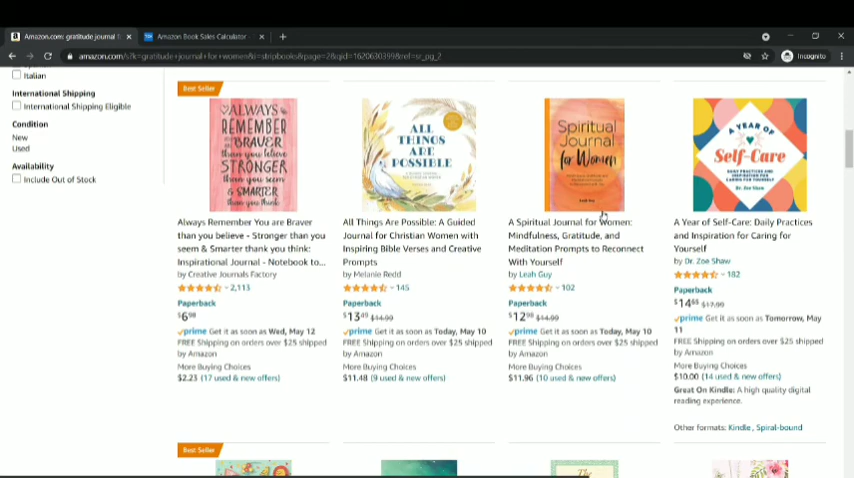 Amazon.com: gratitude journal f
Amazon Book Sales Calculator
amazon.com/s?k=gratitude+journal+for+women&i=stripbooks&page=2&qid=1620630399&ref=sr_pg_2
Incognito
Italian
International Shipping
International Shipping Eligible
Condition
New
Used
Availability
Include Out of Stock
Best Seller
ALWAYS
REMEMBER
you are
BRAVER
than you believe
STRONGER
than you seem
& SMARTER
than you think
Always Remember You are Braver
than you believe - Stronger than you
seem & Smarter thank you think:
Inspirational Journal - Notebook to...
by Creative Journals Factory
2,113
Paperback
$6.98
prime Get it as soon as Wed, May 12
FREE Shipping on orders over $25 shipped
by Amazon
More Buying Choices
$2.23 (17 used & new offers)
ALL
THINGS
ARE
POSSIBLE
All Things Are Possible: A Guided
Journal for Christian Women with
Inspiring Bible Verses and Creative
Prompts
by Melanie Redd
145
Paperback
$13.49 $14.99
prime Get it as soon as Today, May 10
FREE Shipping on orders over $25 shipped
by Amazon
More Buying Choices
$11.48 (9 used & new offers)
Spiritual
Journal
for Women
A Spiritual Journal for Women:
Mindfulness, Gratitude, and
Meditation Prompts to Reconnect
With Yourself
by Leah Guy
102
Paperback
$12.99 $14.99
prime Get it as soon as Today, May 10
FREE Shipping on orders over $25 shipped
by Amazon
More Buying Choices
$11.96 (10 used & new offers)
A YEAR OF
Self-Care
Dr. Zoe Shaw
A Year of Self-Care: Daily Practices
and Inspiration for Caring for
Yourself
by Dr. Zoe Shaw
182
Paperback
prime Get it as soon as Tomorrow, May
11
FREE Shipping on orders over $25 shipped
by Amazon
More Buying Choices
$10.00 (14 used & new offers)
Great On Kindle: A high quality digital
reading experience.
Other formats: Kindle, Spiral-bound
Best Seller
The